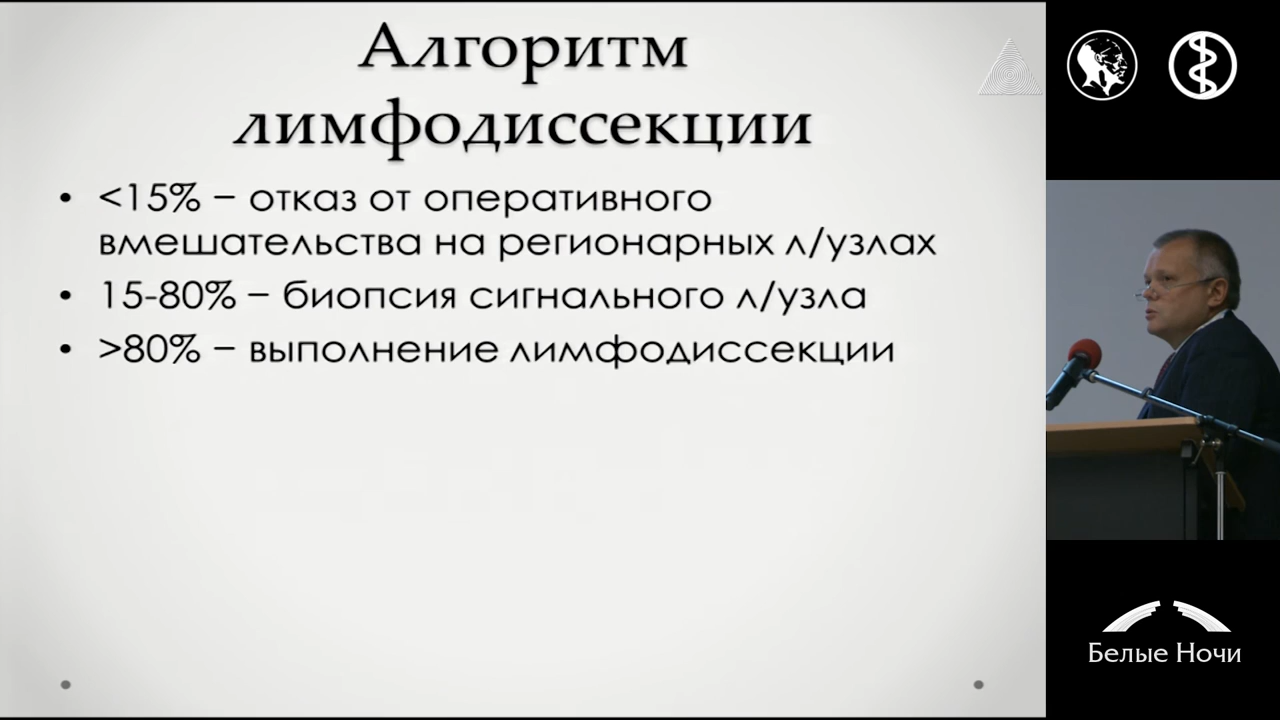 Алгоритм
лимфодиссекции
• <15% – отказ от оперативного
вмешательства на регионарных л/узлах
• 15-80% – биопсия сигнального л/узла
• >80% – выполнение лимфодиссекции
Белые Ночи